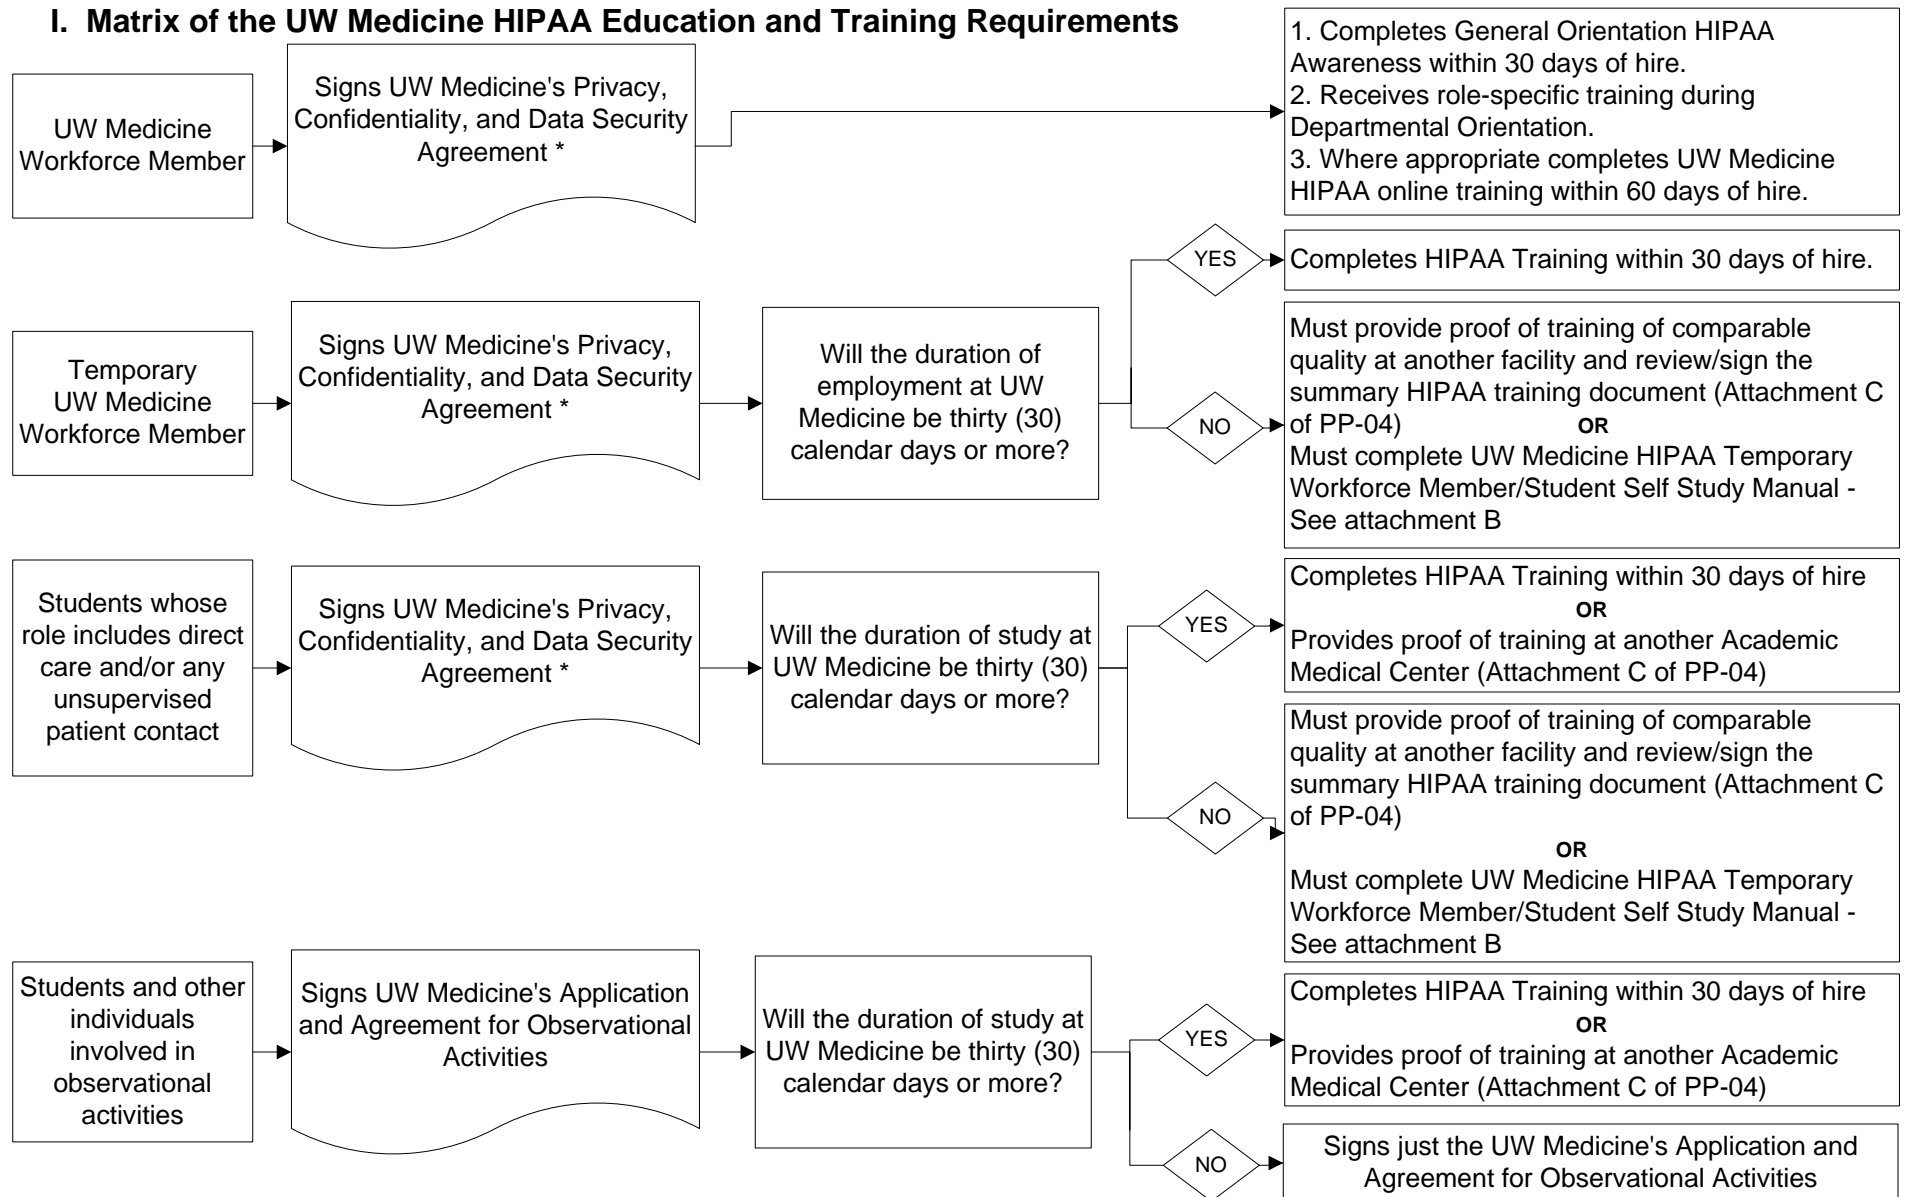 I. Matrix of the UW Medicine HIPAA Education and Training Requirements
UW Medicine
Workforce Member
Signs UW Medicine's Privacy,
Confidentiality, and Data Security
Agreement *
1. Completes General Orientation HIPAA
Awareness within 30 days of hire.
2. Receives role-specific training during
Departmental Orientation.
3. Where appropriate completes UW Medicine
HIPAA online training within 60 days of hire.
Temporary
UW Medicine
Workforce Member
Signs UW Medicine's Privacy,
Confidentiality, and Data Security
Agreement *
Will the duration of
employment at UW
Medicine be thirty (30)
calendar days or more?
YES
Completes HIPAA Training within 30 days of hire.
NO
Must provide proof of training of comparable
quality at another facility and review/sign the
summary HIPAA training document (Attachment C
of PP-04) OR
Must complete UW Medicine HIPAA Temporary
Workforce Member/Student Self Study Manual -
See attachment B
Students whose
role includes direct
care and/or any
unsupervised
patient contact
Signs UW Medicine's Privacy,
Confidentiality, and Data Security
Agreement *
Will the duration of study at
UW Medicine be thirty (30)
calendar days or more?
YES
Completes HIPAA Training within 30 days of hire
OR
Provides proof of training at another Academic
Medical Center (Attachment C of PP-04)
NO
Must provide proof of training of comparable
quality at another facility and review/sign the
summary HIPAA training document (Attachment C
of PP-04)
OR
Must complete UW Medicine HIPAA Temporary
Workforce Member/Student Self Study Manual -
See attachment B
Students and other
individuals
involved in
observational
activities
Signs UW Medicine's Application
and Agreement for Observational
Activities
Will the duration of study at
UW Medicine be thirty (30)
calendar days or more?
YES
Completes HIPAA Training within 30 days of hire
OR
Provides proof of training at another Academic
Medical Center (Attachment C of PP-04)
NO
Signs just the UW Medicine's Application and
Agreement for Observational Activities